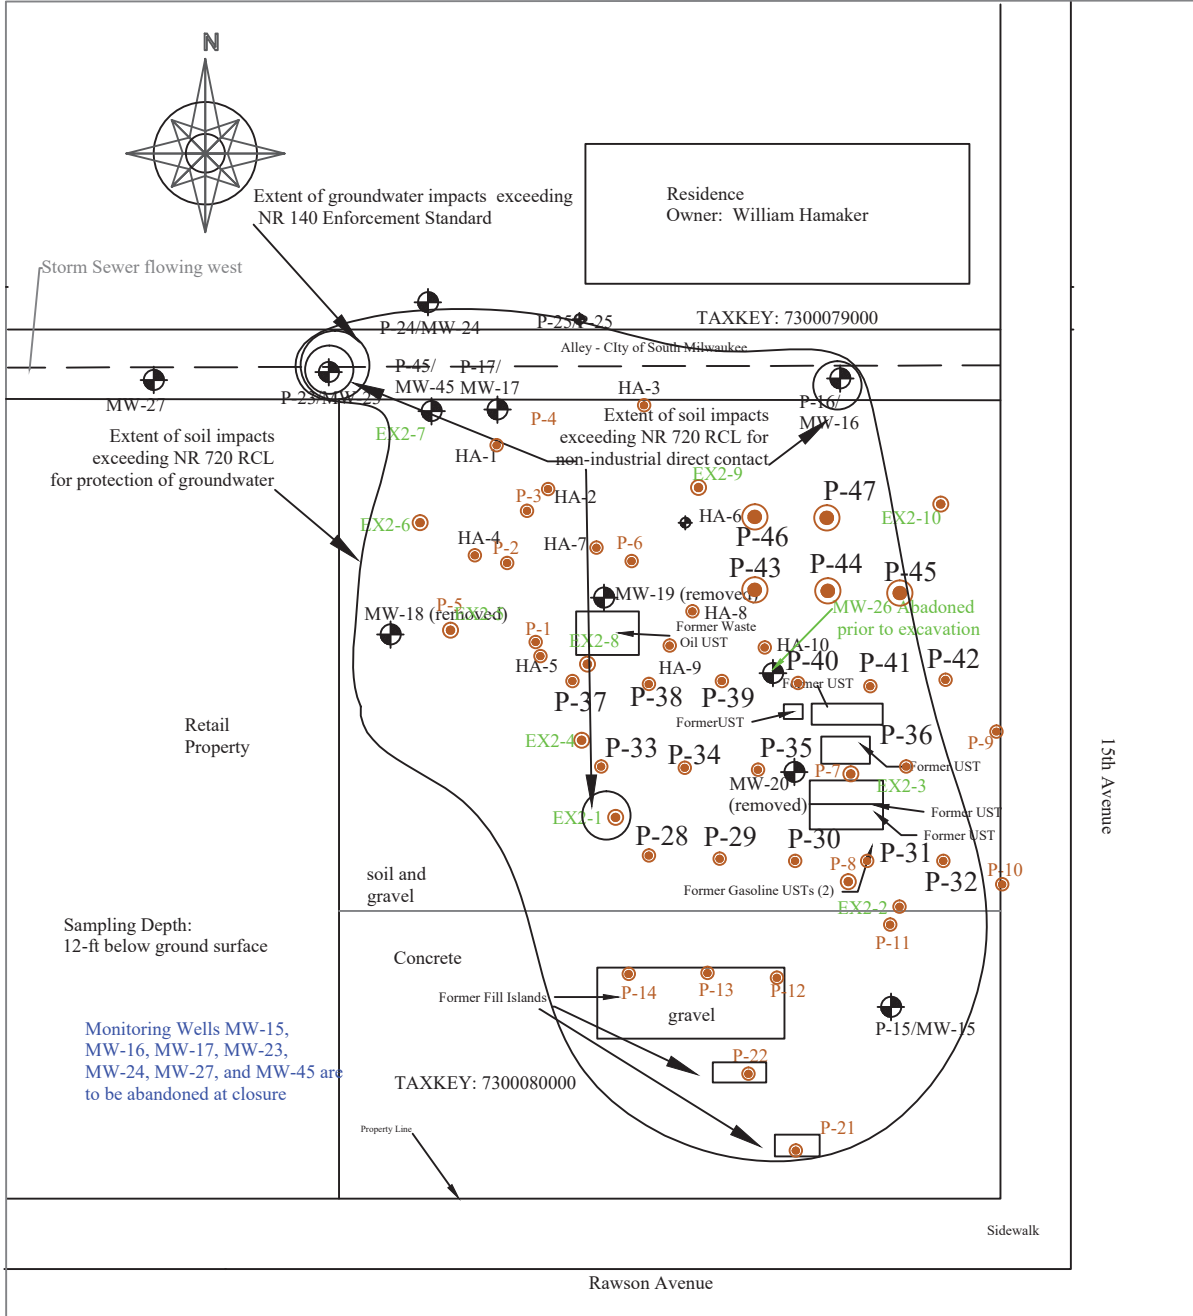 N
Extent of groundwater impacts exceeding
NR 140 Enforcement Standard
Residence
Owner: William Hamaker
Storm Sewer flowing west
P-24/MW-24
P-25/P-25
TAXKEY: 7300079000
Alley - CIty of South Milwaukee
MW-27
P-23/MW-23
P-45/
MW-45
P-17/
MW-17
HA-3
P-16/
MW-16
Extent of soil impacts
exceeding NR 720 RCL
for protection of groundwater
EX2-7
P-4
HA-1
Extent of soil impacts
exceeding NR 720 RCL for
non-industrial direct contact
EX2-9
P-3
HA-2
P-47
EX2-10
EX2-6
HA-6
P-46
HA-4
P-2
HA-7
P-6
P-43
P-44
P-45
MW-19 (removed)
MW-26 Abadoned
prior to excavation
P-5
EX2-5
MW-18 (removed)
HA-8
P-1
EX2-8
Former Waste
Oil UST
HA-10
HA-5
HA-9
P-40
P-41
P-42
Former UST
P-37
P-38
P-39
FormerUST
Retail
Property
EX2-4
P-33
P-34
P-35
P-36
P-9
15th Avenue
MW-20
(removed)
P-7
Former UST
EX2-3
EX2-1
Former UST
Former UST
P-28
P-29
P-30
P-31
P-8
P-32
P-10
soil and
gravel
Former Gasoline USTs (2)
EX2-2
Sampling Depth:
12-ft below ground surface
P-11
Concrete
Former Fill Islands
P-14
P-13
P-12
gravel
P-15/MW-15
Monitoring Wells MW-15,
MW-16, MW-17, MW-23,
MW-24, MW-27, and MW-45 are
to be abandoned at closure
P-22
TAXKEY: 7300080000
Property Line
P-21
Sidewalk
Rawson Avenue